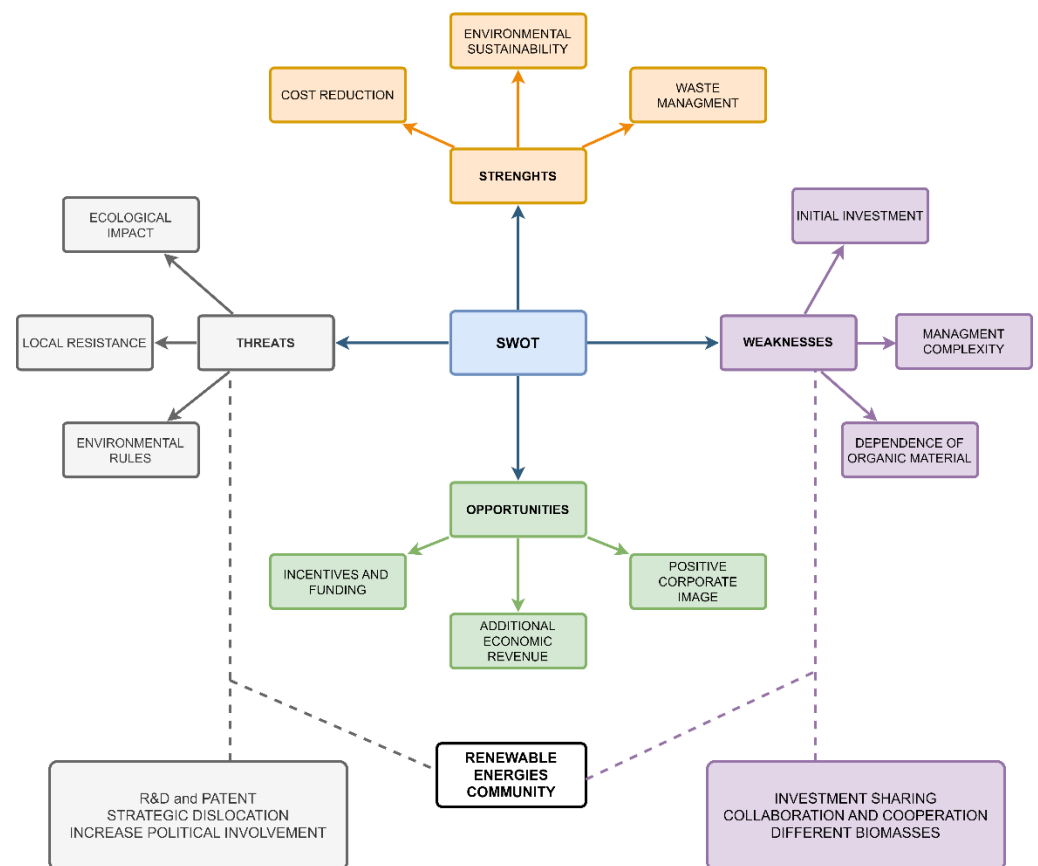 ENVIRONMENTAL
SUSTAINABILITY
COST REDUCTION
WASTE
MANAGMENT
STRENGHTS
ECOLOGICAL
IMPACT
INITIAL INVESTMENT
LOCAL RESISTANCE
THREATS
SWOT
WEAKNESSES
MANAGMENT
COMPLEXITY
ENVIRONMENTAL
RULES
DEPENDENCE OF
ORGANIC MATERIAL
OPPORTUNITIES
INCENTIVES AND
FUNDING
POSITIVE
CORPORATE
IMAGE
ADDITIONAL
ECONOMIC
REVENUE
RENEWABLE
ENERGIES
COMMUNITY
R&D and PATENT
STRATEGIC DISLOCATION
INCREASE POLITICAL INVOLVEMENT
INVESTMENT SHARING
COLLABORATION AND COOPERATION
DIFFERENT BIOMASSES